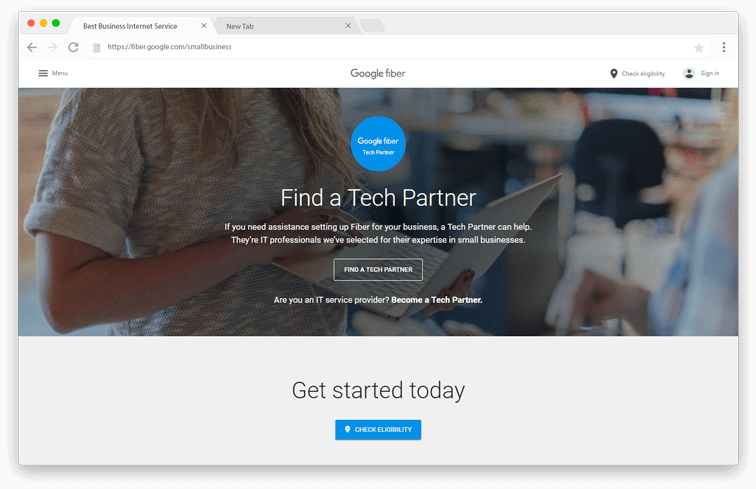 Best Business Internet Service
New Tab
https://fiber.google.com/smallbusiness
Menu
Google fiber
Check eligibility
Sign in
Google fiber
Tech Partner
Find a Tech Partner
If you need assistance setting up Fiber for your business, a Tech Partner can help.
They're IT professionals we've selected for their expertise in small businesses.
FIND A TECH PARTNER
Are you an IT service provider? Become a Tech Partner.
Get started today
CHECK ELIGIBILITY